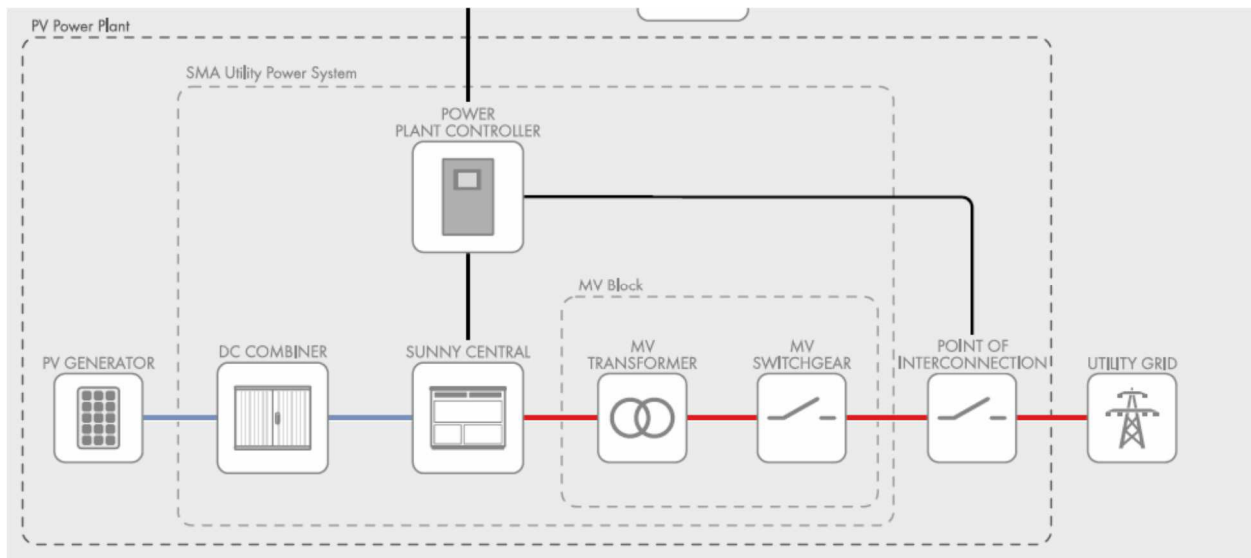 PV Power Plant
SMA Utility Power System
POWER
PLANT CONTROLLER
MV Block
PV GENERATOR
DC COMBINER
SUNNY CENTRAL
MV
TRANSFORMER
MV
SWITCHGEAR
POINT OF
INTERCONNECTION
UTILITY GRID